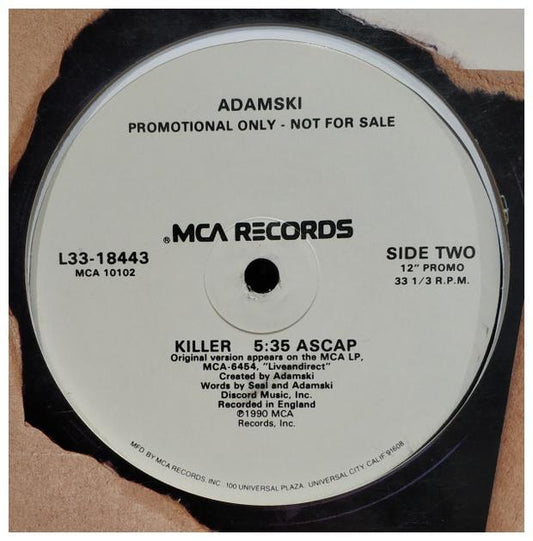 ADAMSKI
PROMOTIONAL ONLY - NOT FOR SALE
®MCA RECORDS
L33-18443
MCA 10102
SIDE TWO
12" PROMO
33 1/3 R.P.M.
KILLER 5:35 ASCAP
Original version appears on the MCA LP,
MCA-6454, "Liveandirect"
Created by Adamski
Words by Seal and Adamski
Discord Music, Inc.
Recorded in England
℗1990 MCA
Records, Inc.
MFD. BY MCA RECORDS, INC. 100 UNIVERSAL PLAZA, UNIVERSAL CITY, CALIF. 91608